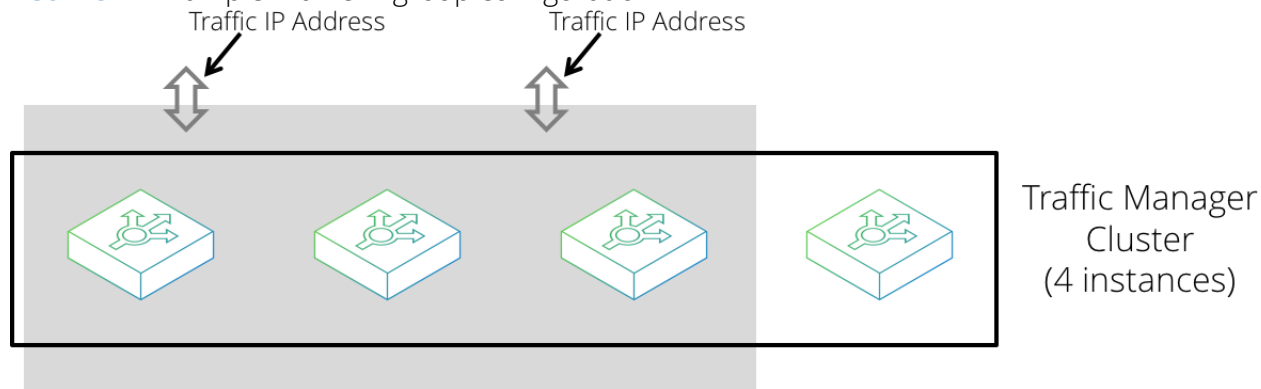 Traffic IP Address Traffic IP Address
Traffic Manager
Cluster
(4 instances)